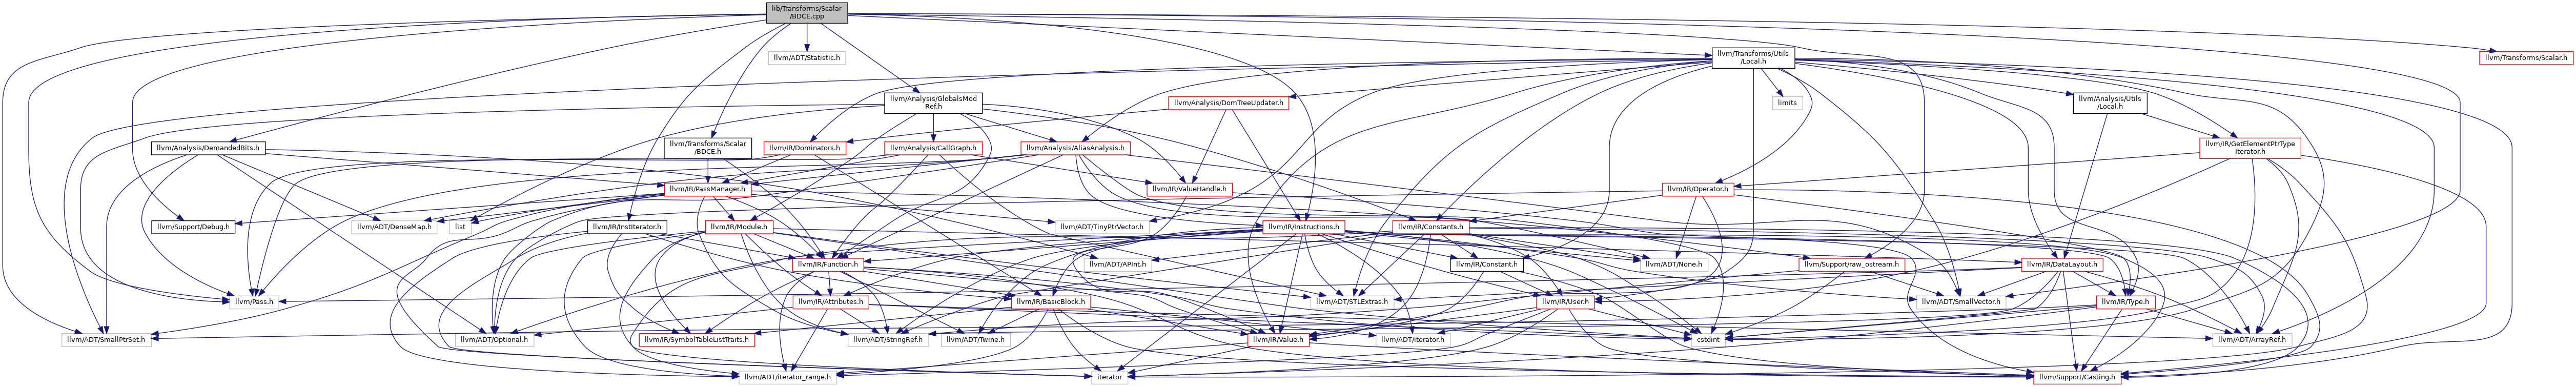 lib/Transforms/Scalar
/BDCE.cpp
llvm/ADT/Statistic.h
llvm/Transforms/Utils
/Local.h
llvm/Transforms/Scalar.h
llvm/Analysis/GlobalsMod
Ref.h
llvm/Analysis/DomTreeUpdater.h
limits
llvm/Analysis/Utils
/Local.h
llvm/Analysis/DemandedBits.h
llvm/Transforms/Scalar
/BDCE.h
llvm/IR/Dominators.h
llvm/Analysis/CallGraph.h
llvm/Analysis/AliasAnalysis.h
llvm/IR/GetElementPtrType
Iterator.h
llvm/IR/PassManager.h
llvm/IR/ValueHandle.h
llvm/IR/Operator.h
llvm/Support/Debug.h
llvm/ADT/DenseMap.h
list
llvm/IR/InstIterator.h
llvm/IR/Module.h
llvm/ADT/TinyPtrVector.h
llvm/IR/Instructions.h
llvm/IR/Constants.h
llvm/IR/Function.h
llvm/ADT/APInt.h
llvm/IR/Constant.h
llvm/ADT/None.h
llvm/Support/raw_ostream.h
llvm/IR/DataLayout.h
llvm/Pass.h
llvm/IR/Attributes.h
llvm/IR/BasicBlock.h
llvm/ADT/STLExtras.h
llvm/IR/User.h
llvm/ADT/SmallVector.h
llvm/IR/Type.h
llvm/ADT/SmallPtrSet.h
llvm/ADT/Optional.h
llvm/IR/SymbolTableListTraits.h
llvm/ADT/StringRef.h
llvm/ADT/Twine.h
llvm/IR/Value.h
llvm/ADT/iterator.h
cstdint
llvm/ADT/ArrayRef.h
llvm/ADT/iterator_range.h
iterator
llvm/Support/Casting.h